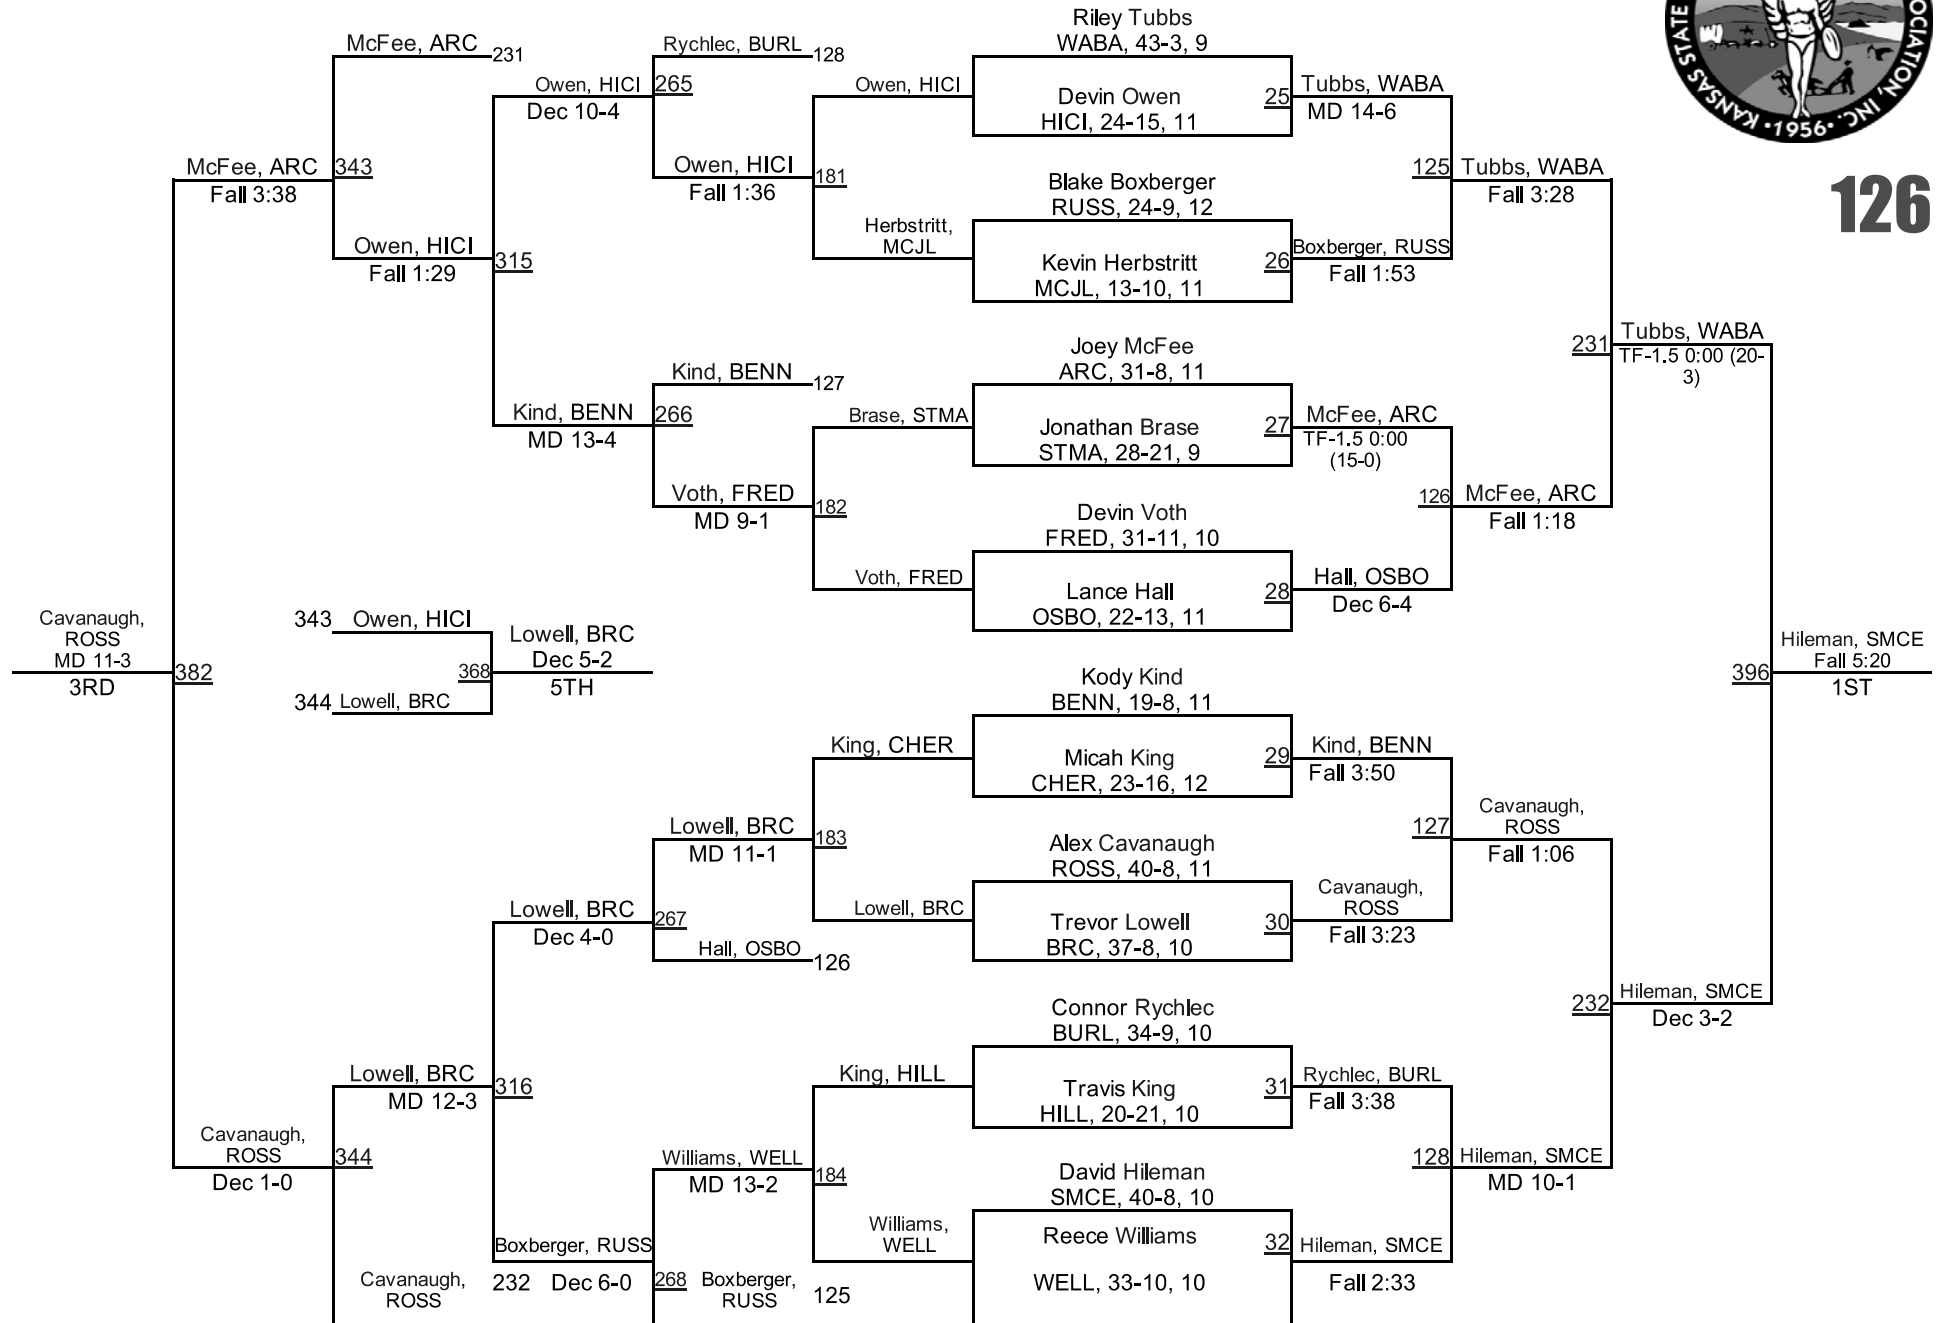 Riley Tubbs
McFee, ARC
231
Rychlec, BURL
128
WABA, 43-3, 9
KANSAS STATE
OCIATION, INC.
•1956•
Owen, HICI
265
Dec 10-4
Owen, HICI
Devin Owen
HICI, 24-15, 11
25
Tubbs, WABA
MD 14-6
McFee, ARC
343
Fall 3:38
Owen, HICI
181
Fall 1:36
Blake Boxberger
RUSS, 24-9, 12
125
Tubbs, WABA
Fall 3:28
126
Owen, HICI
315
Fall 1:29
Herbstritt,
MCJL
Kevin Herbstritt
MCJL, 13-10, 11
26
Boxberger, RUSS
Fall 1:53
231
Tubbs, WABA
TF-1.5 0:00 (20-
3)
Joey McFee
ARC, 31-8, 11
Kind, BENN
127
Kind, BENN
266
MD 13-4
Brase, STMA
Jonathan Brase
STMA, 28-21, 9
27
McFee, ARC
TF-1.5 0:00
(15-0)
Voth, FRED
182
MD 9-1
Devin Voth
FRED, 31-11, 10
126
McFee, ARC
Fall 1:18
Voth, FRED
Lance Hall
OSBO, 22-13, 11
28
Hall, OSBO
Dec 6-4
Cavanaugh,
ROSS
MD 11-3
382
3RD
343
Owen, HICI
368
344
Lowell, BRC
Lowell, BRC
Dec 5-2
5TH
Hileman, SMCE
Fall 5:20
396
1ST
Kody Kind
BENN, 19-8, 11
King, CHER
Micah King
CHER, 23-16, 12
29
Kind, BENN
Fall 3:50
Lowell, BRC
183
MD 11-1
Alex Cavanaugh
ROSS, 40-8, 11
127
Cavanaugh,
ROSS
Fall 1:06
Lowell, BRC
267
Dec 4-0
Hall, OSBO
126
Lowell, BRC
Trevor Lowell
BRC, 37-8, 10
30
Cavanaugh,
ROSS
Fall 3:23
232
Hileman, SMCE
Dec 3-2
Connor Rychlec
BURL, 34-9, 10
Lowell, BRC
316
MD 12-3
King, HILL
Travis King
HILL, 20-21, 10
31
Rychlec, BURL
Fall 3:38
Cavanaugh,
ROSS
344
Dec 1-0
Williams, WELL
184
MD 13-2
David Hileman
SMCE, 40-8, 10
128
Hileman, SMCE
MD 10-1
Boxberger, RUSS
Williams,
WELL
Reece Williams
32
Hileman, SMCE
Cavanaugh,
ROSS
232
Dec 6-0
268
Boxberger,
RUSS
125
WELL, 33-10, 10
Fall 2:33